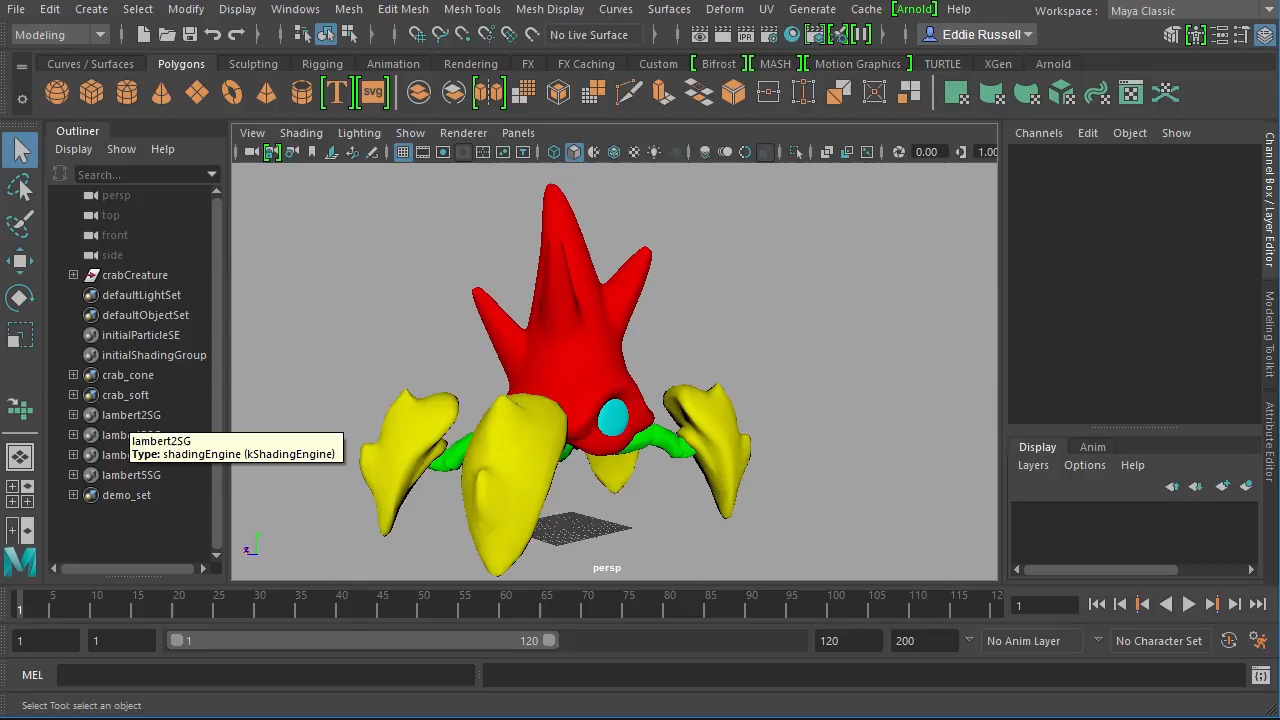 File Edit Create Select Modify Display Windows Mesh Edit Mesh Mesh Tools Mesh Display Curves Surfaces Deform UV Generate Cache [Arnold] Help Workspace : Maya Classic
Modeling No Live Surface Eddie Russell
Curves / Surfaces Polygons Sculpting Rigging Animation Rendering FX FX Caching Custom Bifrost MASH Motion Graphics TURTLE XGen Arnold
T svg
IPR
Outliner
Display Show Help
Search...
persp
top
front
side
crabCreature
defaultLightSet
defaultObjectSet
initialParticleSE
initialShadingGroup
crab_cone
crab_soft
lambert2SG
lamb
lambert2SG
Type: shadingEngine (kShadingEngine)
lamb
lambert5SG
demo_set
View Shading Lighting Show Renderer Panels
0.00 1.00
persp
Channels Edit Object Show
Channel Box / Layer Editor
Modeling Toolkit
Attribute Editor
Display Anim
Layers Options Help
1 5 10 15 20 25 30 35 40 45 50 55 60 65 70 75 80 85 90 95 100 105 110 115 12
1
1 1 1 120 120 200 No Anim Layer No Character Set
MEL
Select Tool: select an object